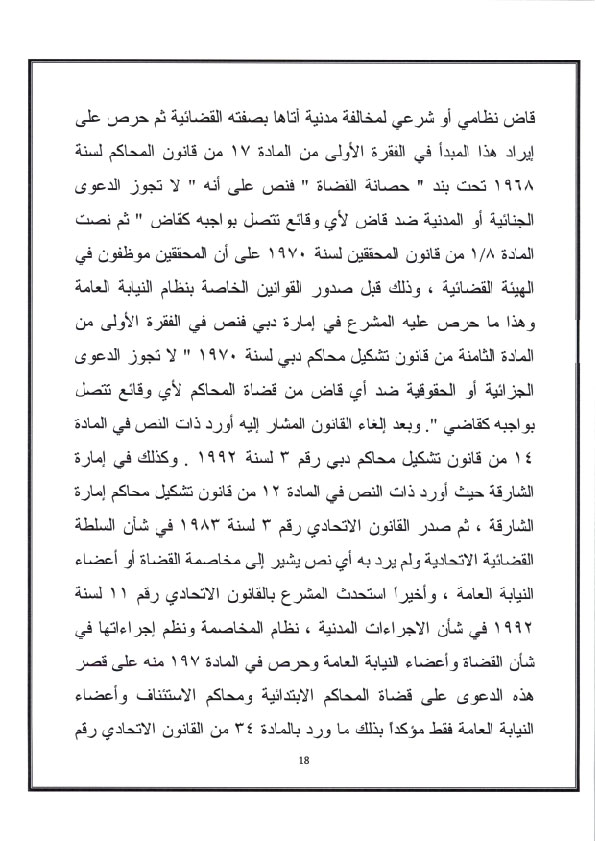 قاض نظامي أو شرعي لمخالفة مدنية أتاها بصفته القضائية ثم حرص على
إيراد هذا المبدأ في الفقرة الأولى من المادة ١٧ من قانون المحاكم لسنة
١٩٦٨ تحت بند " حصانة القضاة " فنص على أنه " لا تجوز الدعوى
الجنائية أو المدنية ضد قاض لأي وقائع تتصل بواجبه كقاض " ثم نصت
المادة ١/٨ من قانون المحققين لسنة ١٩٧٠ على أن المحققين موظفون في
الهيئة القضائية ، وذلك قبل صدور القوانين الخاصة بنظام النيابة العامة
وهذا ما حرص عليه المشرع في إمارة دبي فنص في الفقرة الأولى من
المادة الثامنة من قانون تشكيل محاكم دبي لسنة ١٩٧٠ " لا تجوز الدعوى
الجزائية أو الحقوقية ضد أي قاض من قضاة المحاكم لأي وقائع تتصل
بواجبه كقاضي ". وبعد إلغاء القانون المشار إليه أورد ذات النص في المادة
١٤ من قانون تشكيل محاكم دبي رقم ٣ لسنة ١٩٩٢ . وكذلك في إمارة
الشارقة حيث أورد ذات النص في المادة ١٢ من قانون تشكيل محاكم إمارة
الشارقة ، ثم صدر القانون الاتحادي رقم ٣ لسنة ١٩٨٣ في شأن السلطة
القضائية الاتحادية ولم يرد به أي نص يشير إلى مخاصمة القضاة أو أعضاء
النيابة العامة ، وأخيراً استحدث المشرع بالقانون الاتحادي رقم ١١ لسنة
١٩٩٢ في شأن الاجراءات المدنية ، نظام المخاصمة ونظم إجراءاتها في
شأن القضاة وأعضاء النيابة العامة وحرص في المادة ١٩٧ منه على قصر
هذه الدعوى على قضاة المحاكم الابتدائية ومحاكم الاستئناف وأعضاء
النيابة العامة فقط مؤكداً بذلك ما ورد بالمادة ٣٤ من القانون الاتحادي رقم
18